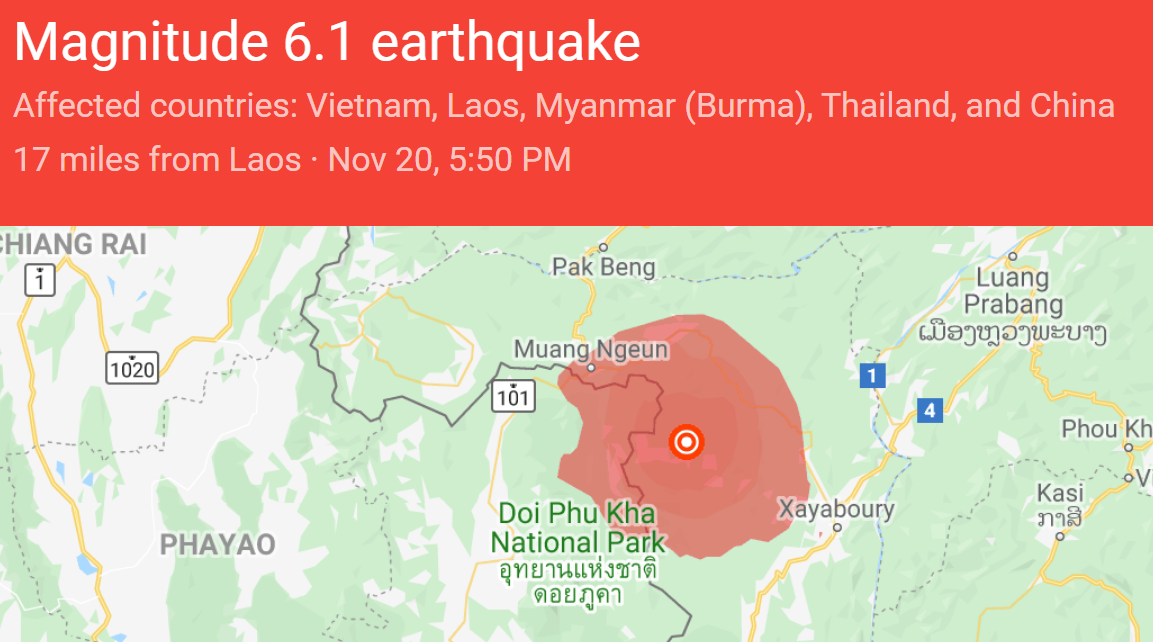 Magnitude 6.1 earthquake
Affected countries: Vietnam, Laos, Myanmar (Burma), Thailand, and China
17 miles from Laos · Nov 20, 5:50 PM
CHIANG RAI
1
Pak Beng
Luang
Prabang
ເມືອງຫຼວງພະບາງ
Muang Ngeun
1020
1
101
4
Phou Kh
Vi
Kasi
ກາສີ
Xayaboury
Doi Phu Kha
National Park
อุทยานแห่งชาติ
ดอยภูคา
PHAYAO